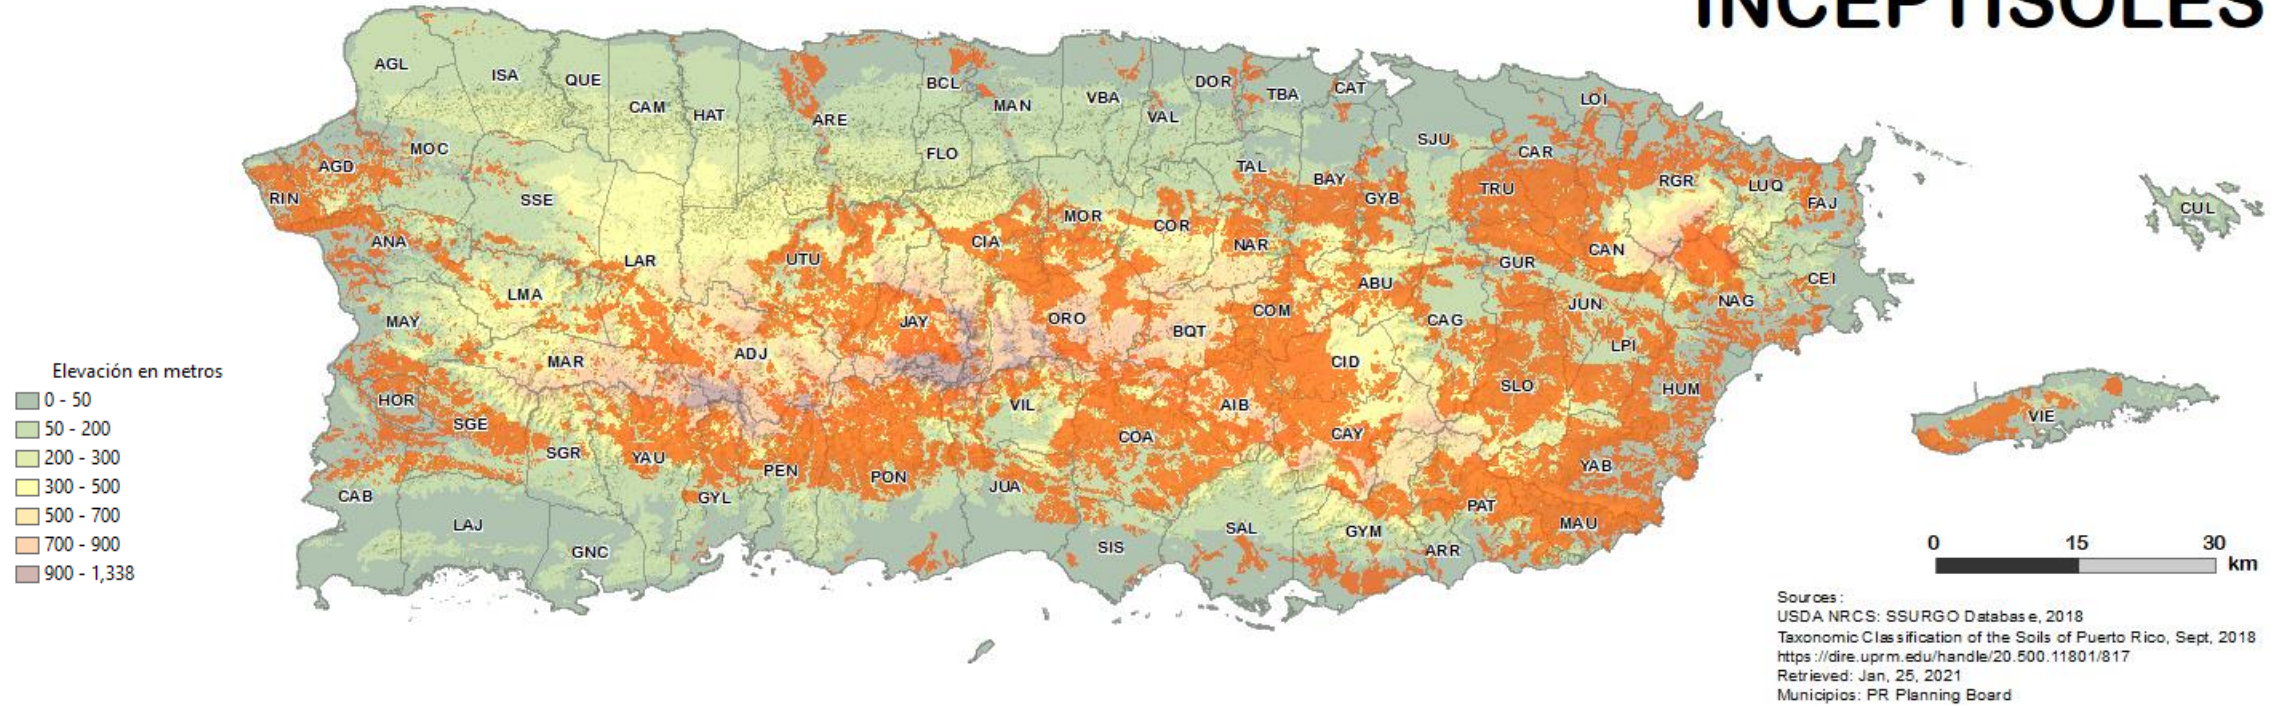 INCEPTISOLES
AGL
ISA
QUE
CAM
HAT
ARE
BCL
MAN
VBA
VAL
DOR
TBA
CAT
LOI
SJU
CAR
MOC
AGD
RIN
SSE
FLO
TAL
BAY
GYB
TRU
RGR
LUQ
FAJ
CUL
ANA
LAR
UTU
CIA
MOR
COR
NAR
ABU
GUR
CAN
CEI
LMA
MAY
JAY
ORO
BQT
COM
CAG
JUN
NAG
MAR
ADJ
CID
LPI
Elevación en metros
0 - 50
50 - 200
200 - 300
300 - 500
500 - 700
700 - 900
900 - 1,338
HOR
SGE
VIL
AIB
SLO
HUM
VIE
SGR
YAU
PEN
PON
COA
CAY
YAB
CAB
LAJ
GNC
GYL
JUA
SIS
SAL
GYM
ARR
PAT
MAU
0 15 30
km
Sources:
USDA NRCS: SSURGO Database, 2018
Taxonomic Classification of the Soils of Puerto Rico, Sept, 2018
https://dire.uprm.edu/handle/20.500.11801/817
Retrieved: Jan, 25, 2021
Municipios: PR Planning Board